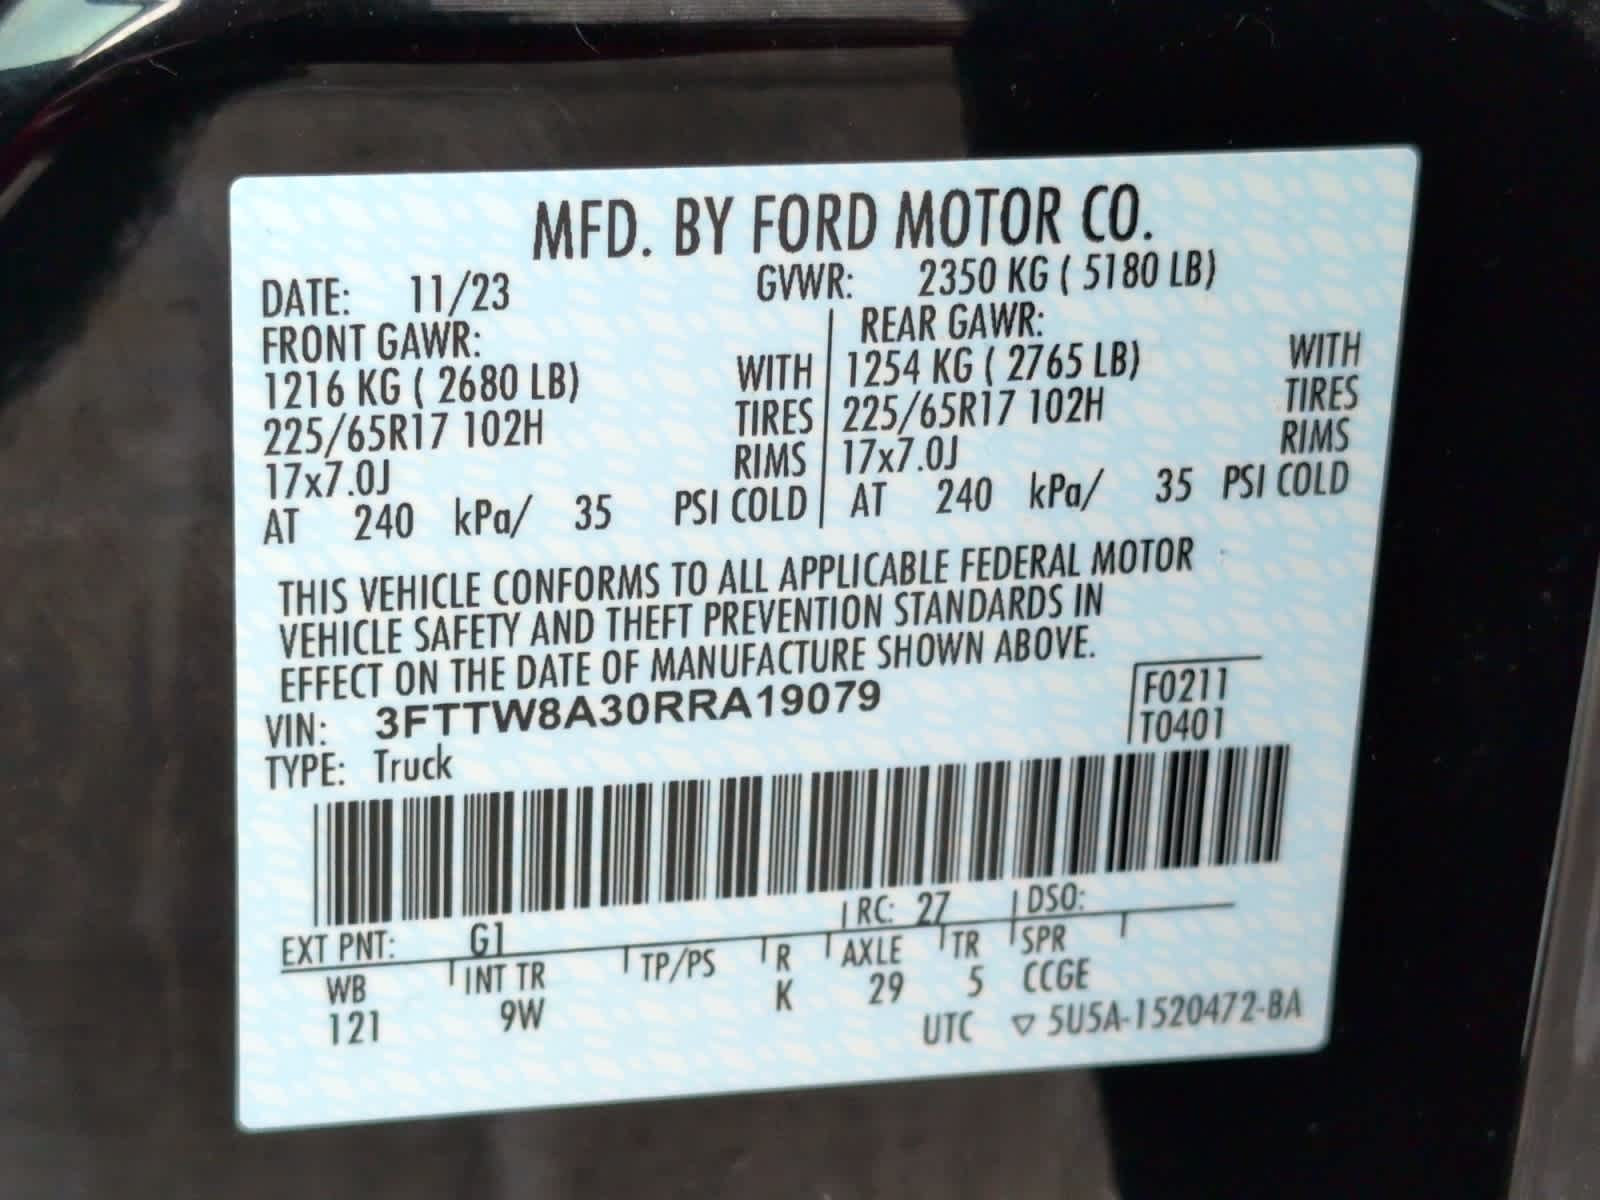 MFD. BY FORD MOTOR CO.
DATE: 11/23 GVWR: 2350 KG ( 5180 LB)
FRONT GAWR: REAR GAWR:
1216 KG ( 2680 LB) WITH 1254 KG ( 2765 LB) WITH
225/65R17 102H TIRES 225/65R17 102H TIRES
17x7.0J RIMS 17x7.0J RIMS
AT 240 kPa/ 35 PSI COLD AT 240 kPa/ 35 PSI COLD
THIS VEHICLE CONFORMS TO ALL APPLICABLE FEDERAL MOTOR
VEHICLE SAFETY AND THEFT PREVENTION STANDARDS IN
EFFECT ON THE DATE OF MANUFACTURE SHOWN ABOVE.
VIN: 3FTTW8A30RRA19079 F0211
TYPE: Truck T0401
EXT PNT: G1 RC: 27 DSO:
WB INT TR TP/PS R AXLE TR SPR
121 9W K 29 5 CCGE
UTC ▽ 5U5A-1520472-BA